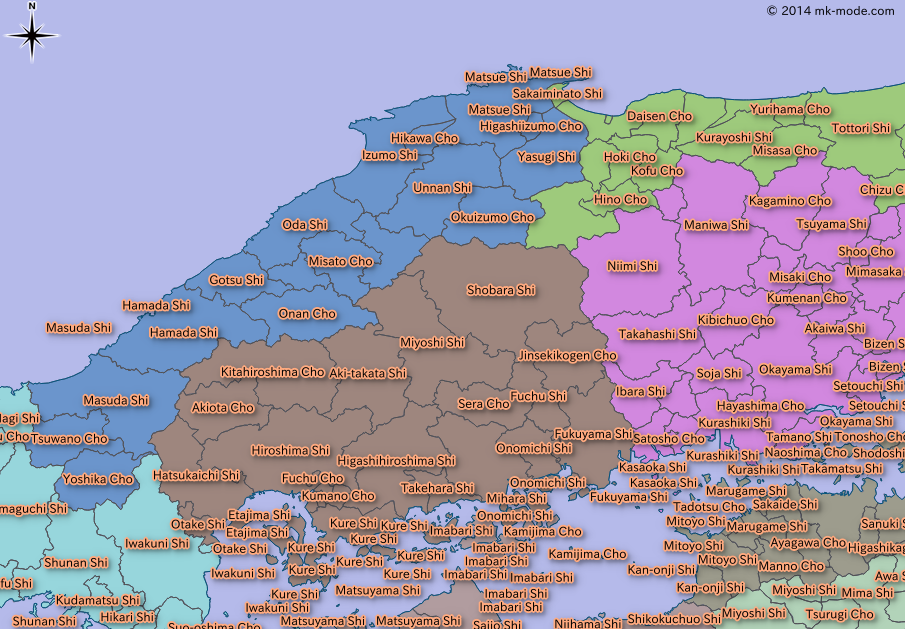 N
© 2014 mk-mode.com
Matsue Shi
Matsue Shi
Sakaiminato Shi
Matsue Shi
Higashiizumo Cho
Daisen Cho
Yurihama Cho
Tottori Shi
Hikawa Cho
Kurayoshi Shi
Misasa Cho
Izumo Shi
Yasugi Shi
Hoki Cho
Kofu Cho
Unnan Shi
Hino Cho
Kagamino Cho
Chizu C
Okuizumo Cho
Oda Shi
Maniwa Shi
Tsuyama Shi
Shoo Cho
Misato Cho
Niimi Shi
Misaki Cho
Mimasaka
Gotsu Shi
Shobara Shi
Kumenan Cho
Hamada Shi
Onan Cho
Kibichuo Cho
Masuda Shi
Hamada Shi
Takahashi Shi
Akaiwa Shi
Miyoshi Shi
Bizen S
Jinsekikogen Cho
Kitahiroshima Cho
Aki-takata Shi
Soja Shi
Okayama Shi
Bizen
Setouchi Shi
Masuda Shi
Akiota Cho
Sera Cho
Fuchu Shi
Ibara Shi
Hayashima Cho
Setouchi S
agi Shi
Kurashiki Shi
Okayama Shi
u Cho
Tsuwano Cho
Fukuyama Shi
Satosho Cho
Tamano Shi
Tonosho Cho
Hiroshima Shi
Higashihiroshima Shi
Onomichi Shi
Kurashiki Shi
Naoshima Cho
Shodoshi
Yoshika Cho
Hatsukaichi Shi
Fuchu Cho
Kasaoka Shi
Kurashiki Shi
Takamatsu Shi
Kumano Cho
Takehara Shi
Onomichi Shi
Kasaoka Shi
Marugame Shi
Mihara Shi
Fukuyama Shi
Tadotsu Cho
Sakaide Shi
maguchi Shi
Etajima Shi
Onomichi Shi
Mitoyo Shi
Marugame Shi
Sanuki S
Otake Shi
Kure Shi
Kure Shi
Imabari Shi
Kamijima Cho
Etajima Shi
Kure Shi
Iwakuni Shi
Otake Shi
Kure Shi
Imabari Shi
Kamijima Cho
Mitoyo Shi
Ayagawa Cho
Higashikag
Shunan Shi
Kure Shi
Kure Shi
Imabari Shi
Mitoyo Shi
Manno Cho
Iwakuni Shi
Kure Shi
Kure Shi
Imabari Shi
Imabari Shi
Kan-onji Shi
Awa S
fu Shi
Kure Shi
Matsuyama Shi
Imabari Shi
Kan-onji Shi
Miyoshi Shi
Mima Shi
Kudamatsu Shi
Iwakuni Shi
Imabari Shi
Shunan Shi
Hikari Shi
Suo-oshima Cho
Matsuyama Shi
Matsuyama Shi
Saijo Shi
Niihama Shi
Shikokuchuo Shi
Miyoshi Shi
Tsurugi Cho